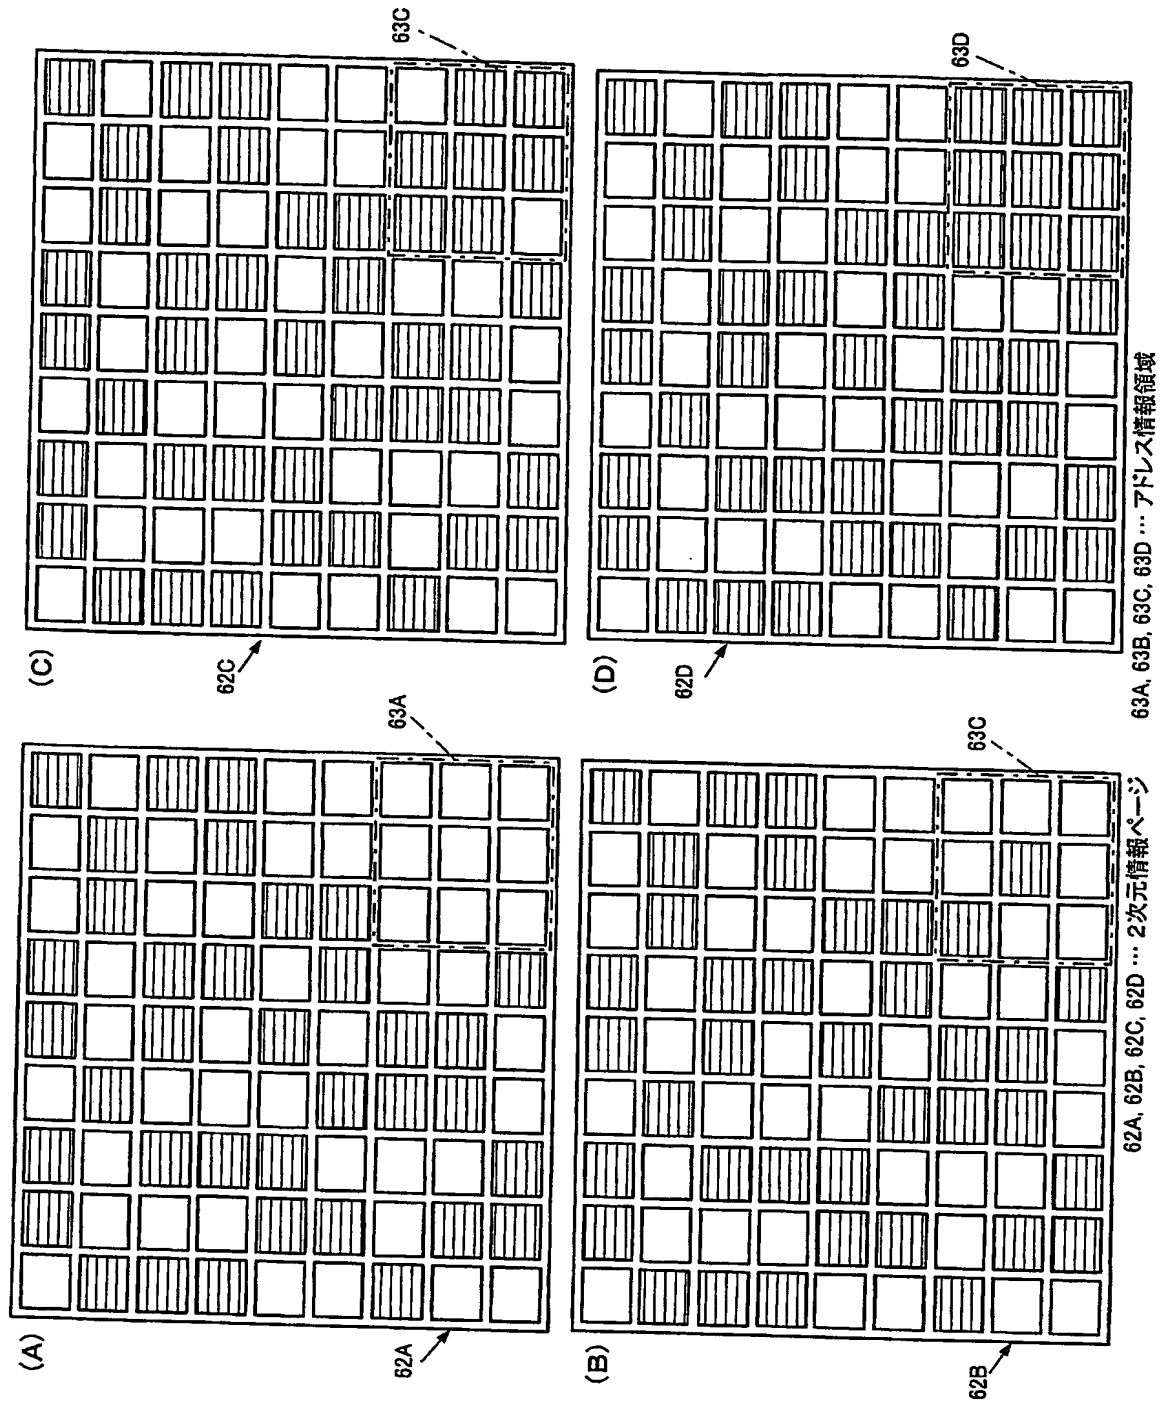 (A)
62A
63A
(B)
62B
63C
(C)
62C
63C
(D)
62D
63D
62A, 62B, 62C, 62D … 2次元情報ページ
63A, 63B, 63C, 63D … アドレス情報領域